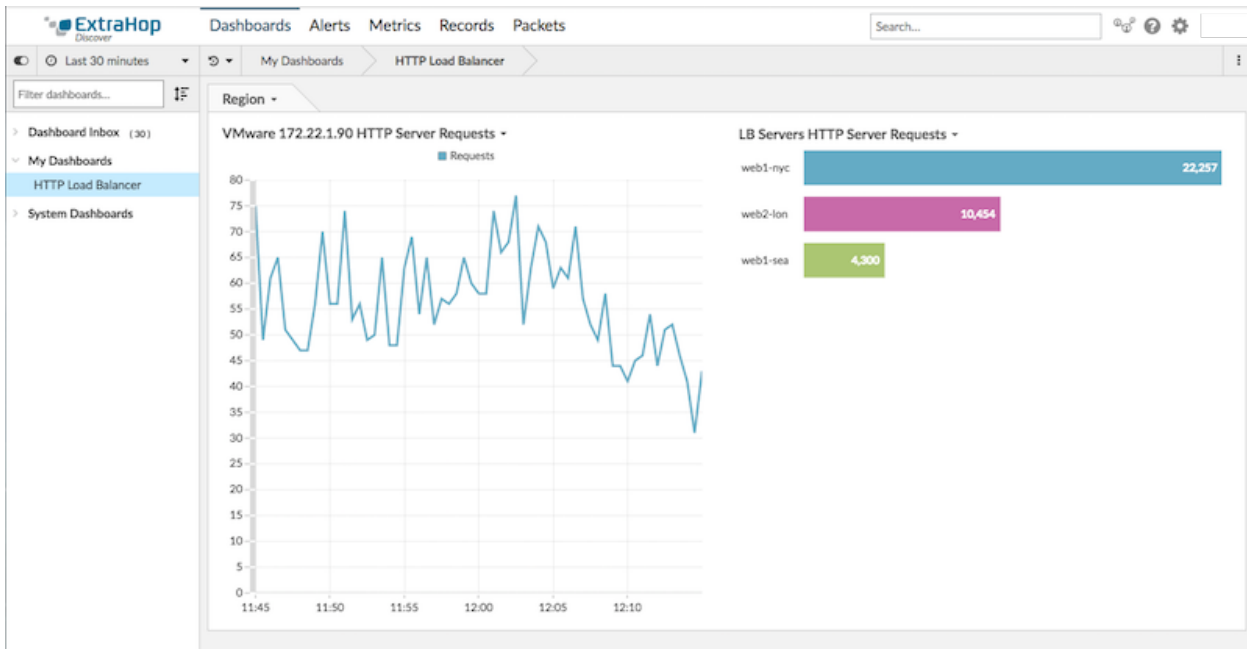 ExtraHop
Discover
Dashboards Alerts Metrics Records Packets
Search...
Last 30 minutes
My Dashboards
HTTP Load Balancer
Filter dashboards...
Dashboard Inbox (30)
My Dashboards
HTTP Load Balancer
System Dashboards
Region
VMware 172.22.1.90 HTTP Server Requests
Requests
80
75
70
65
60
55
50
45
40
35
30
25
20
15
10
5
0
11:45 11:50 11:55 12:00 12:05 12:10
LB Servers HTTP Server Requests
web1-nyc 22,257
web2-lon 10,454
web1-sea 4,300